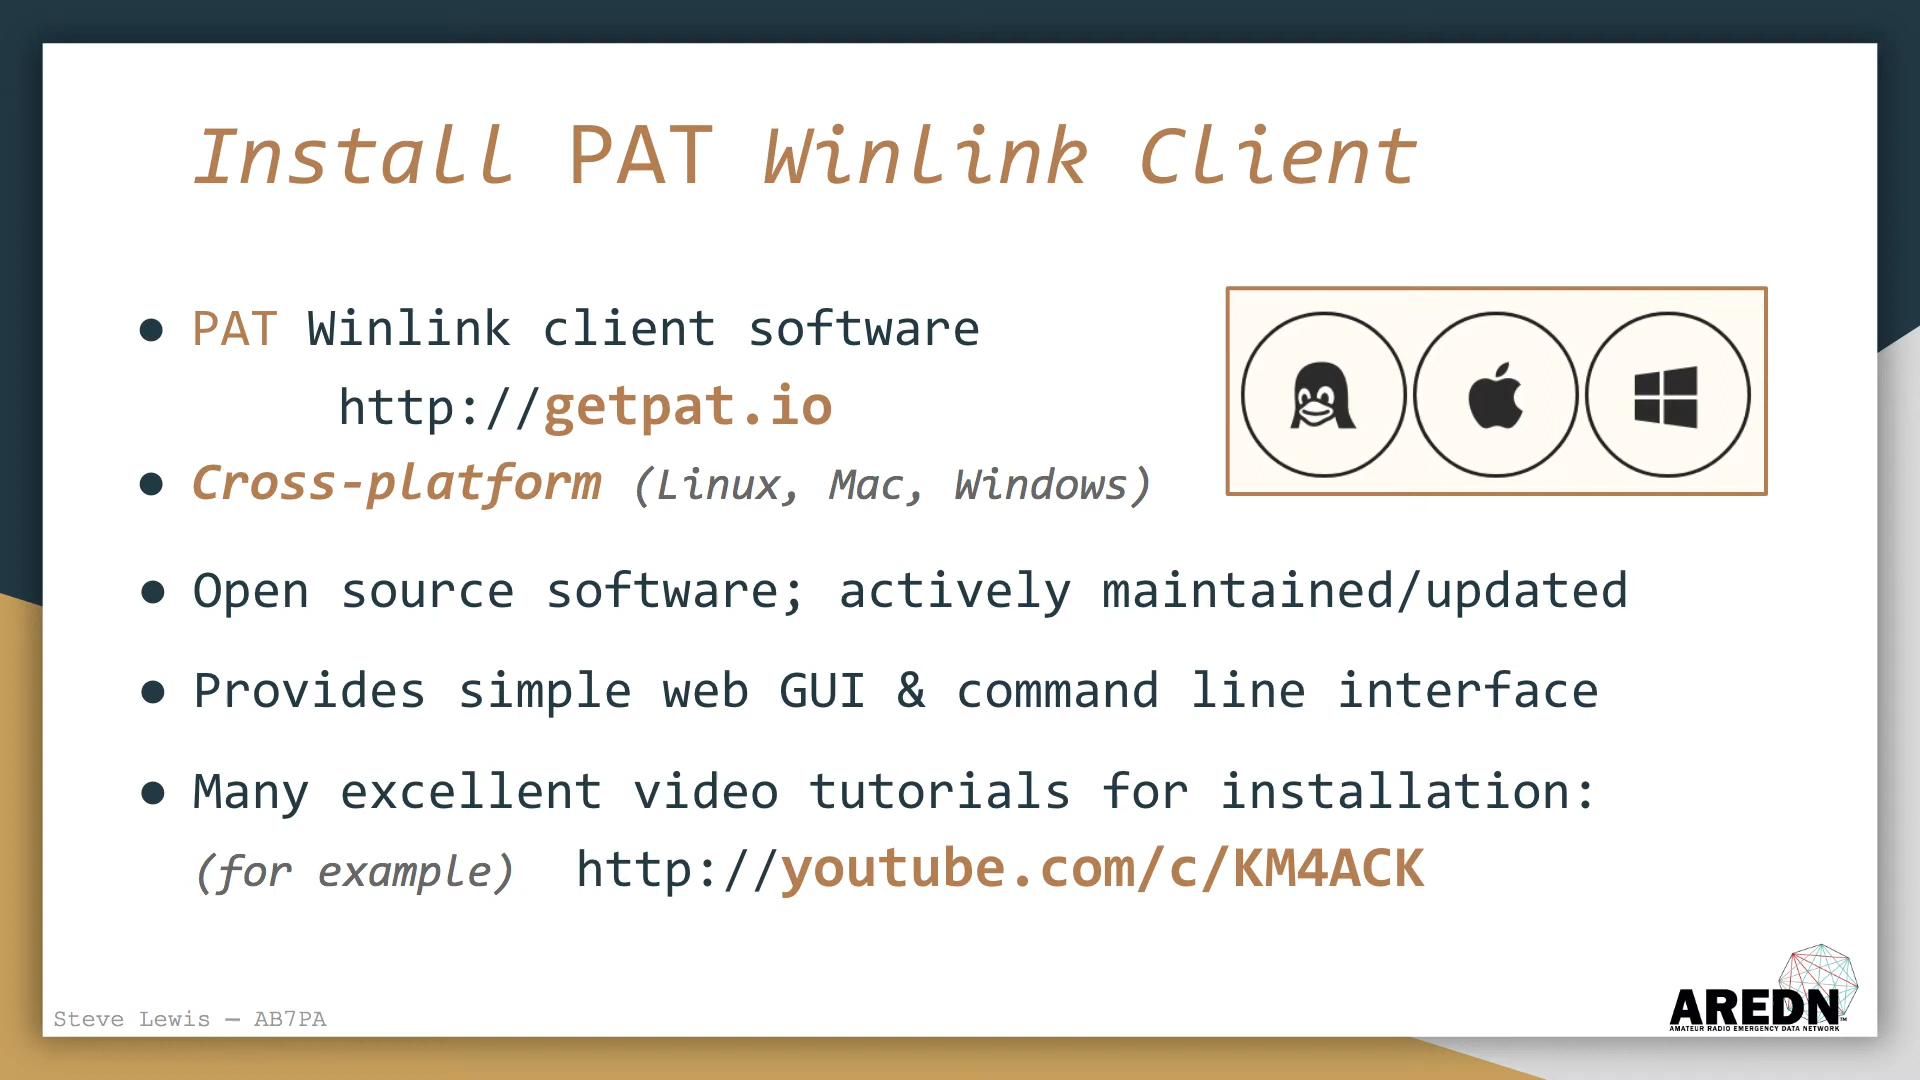 Install PAT Winlink Client
● PAT Winlink client software
http://getpat.io
● Cross-platform (Linux, Mac, Windows)
● Open source software; actively maintained/updated
● Provides simple web GUI & command line interface
● Many excellent video tutorials for installation:
(for example) http://youtube.com/c/KM4ACK
Steve Lewis – AB7PA
AREDN™
AMATEUR RADIO EMERGENCY DATA NETWORK